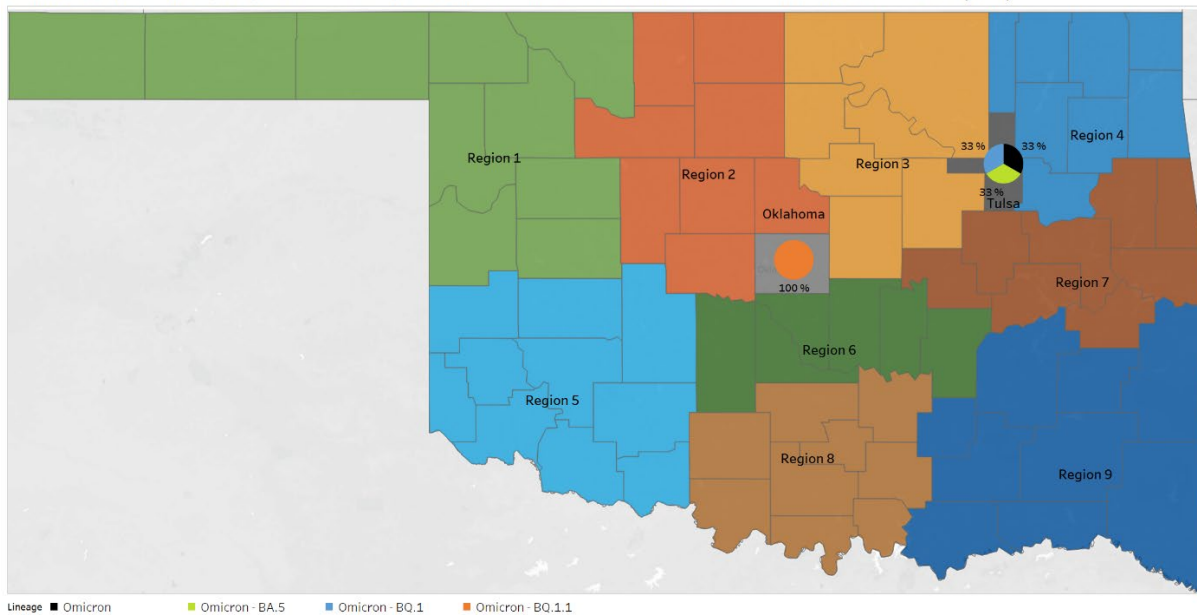 Region 1
Region 2
Region 3
Region 4
33 %
33 %
33 %
Tulsa
Oklahoma
100 %
Region 7
Region 6
Region 5
Region 8
Region 9
Lineage Omicron Omicron - BA.5 Omicron - BQ.1 Omicron - BQ.1.1